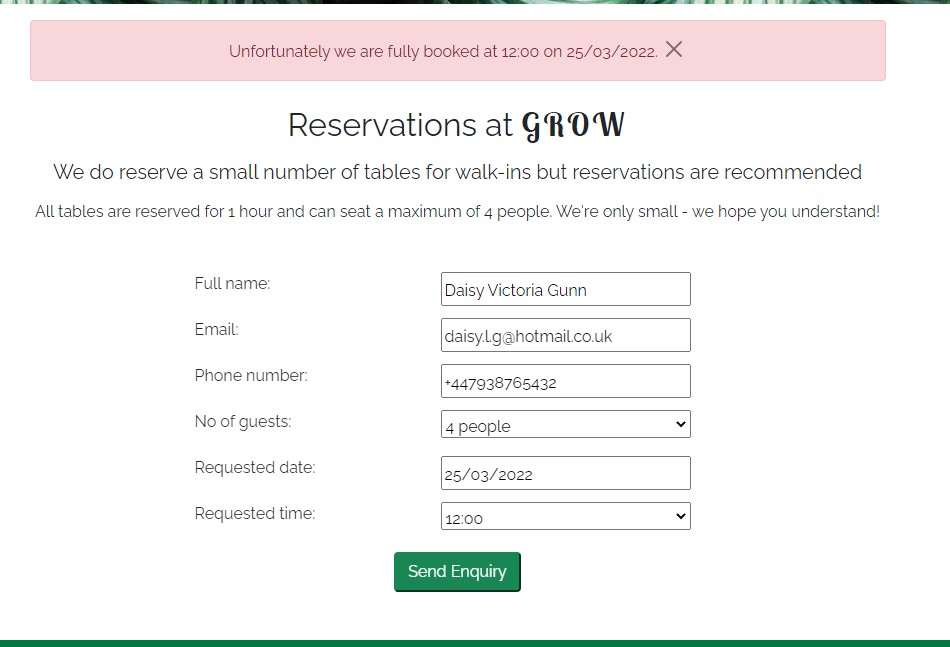 Unfortunately we are fully booked at 12:00 on 25/03/2022.
Reservations at GROW
We do reserve a small number of tables for walk-ins but reservations are recommended
All tables are reserved for 1 hour and can seat a maximum of 4 people. We're only small - we hope you understand!
Full name: Daisy Victoria Gunn
Email: daisy.l.g@hotmail.co.uk
Phone number: +447938765432
No of guests: 4 people
Requested date: 25/03/2022
Requested time: 12:00
Send Enquiry